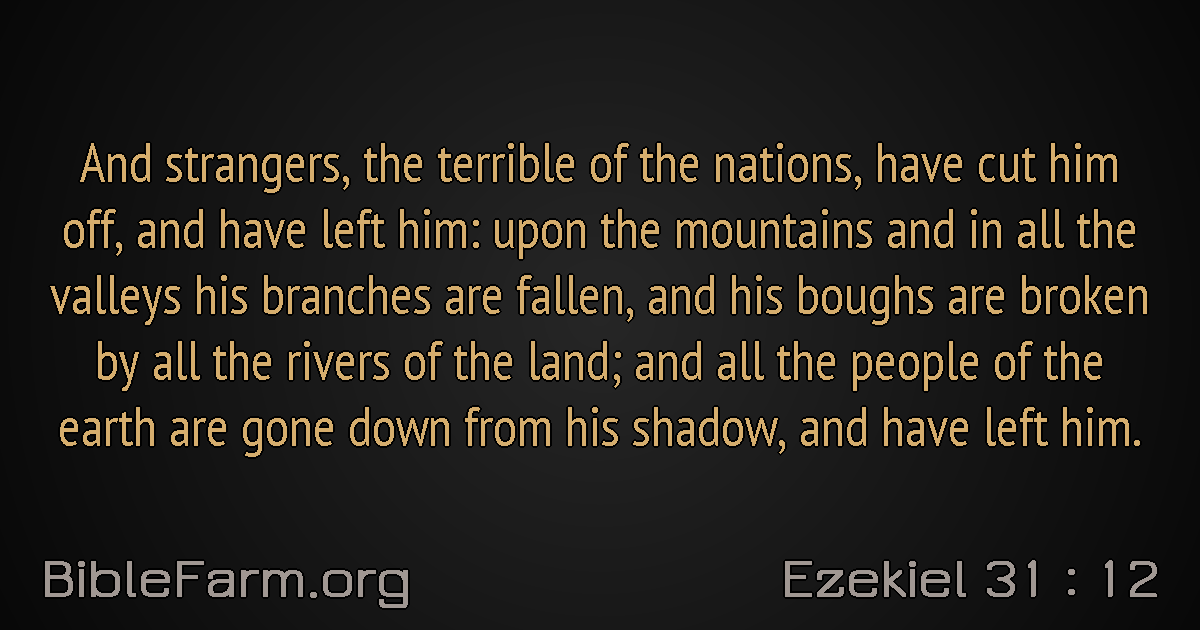 And strangers, the terrible of the nations, have cut him
off, and have left him: upon the mountains and in all the
valleys his branches are fallen, and his boughs are broken
by all the rivers of the land; and all the people of the
earth are gone down from his shadow, and have left him.
BibleFarm.org
Ezekiel 31 : 12